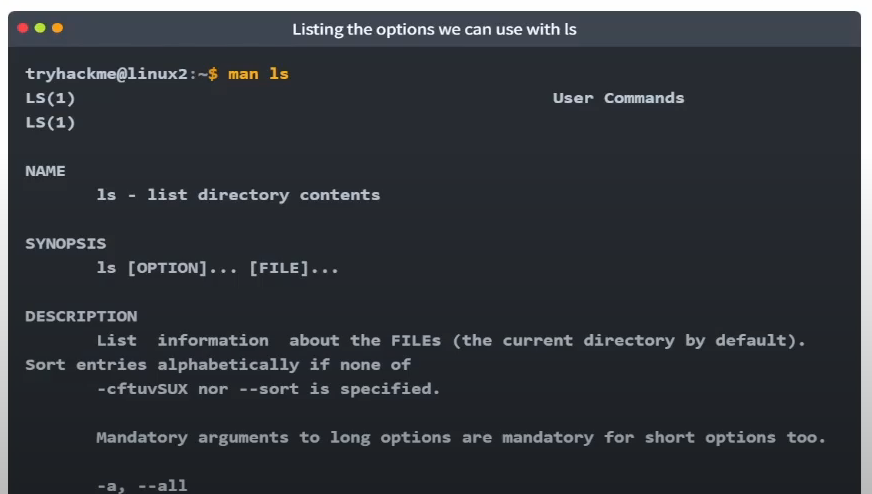 Listing the options we can use with ls
tryhackme@linux2:~$ man ls
LS(1) User Commands
LS(1)
NAME
ls - list directory contents
SYNOPSIS
ls [OPTION]... [FILE]...
DESCRIPTION
List  information  about the FILEs (the current directory by default).
Sort entries alphabetically if none of
-cftuvSUX nor --sort is specified.
Mandatory arguments to long options are mandatory for short options too.
-a, --all